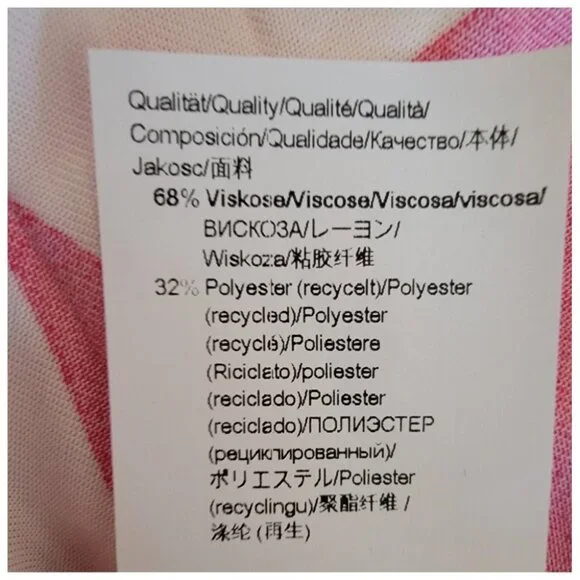 Qualität/Quality/Qualité/Qualità/
Composición/Qualidade/Качество/本体/
Jakosc/面料
68% Viskose/Viscose/Viscosa/viscosa/
ВИСКОЗА/レーヨン/
Wiskoza/粘胶纤维
32% Polyester (recycelt)/Polyester
(recycled)/Polyester
(recyclé)/Poliestere
(Riciclato)/poliester
(reciclado)/Poliester
(reciclado)/ПОЛИЭСТЕР
(рециклированный)/
ポリエステル/Poliester
(recyclingu)/聚酯纤维 /
涤纶 (再生)